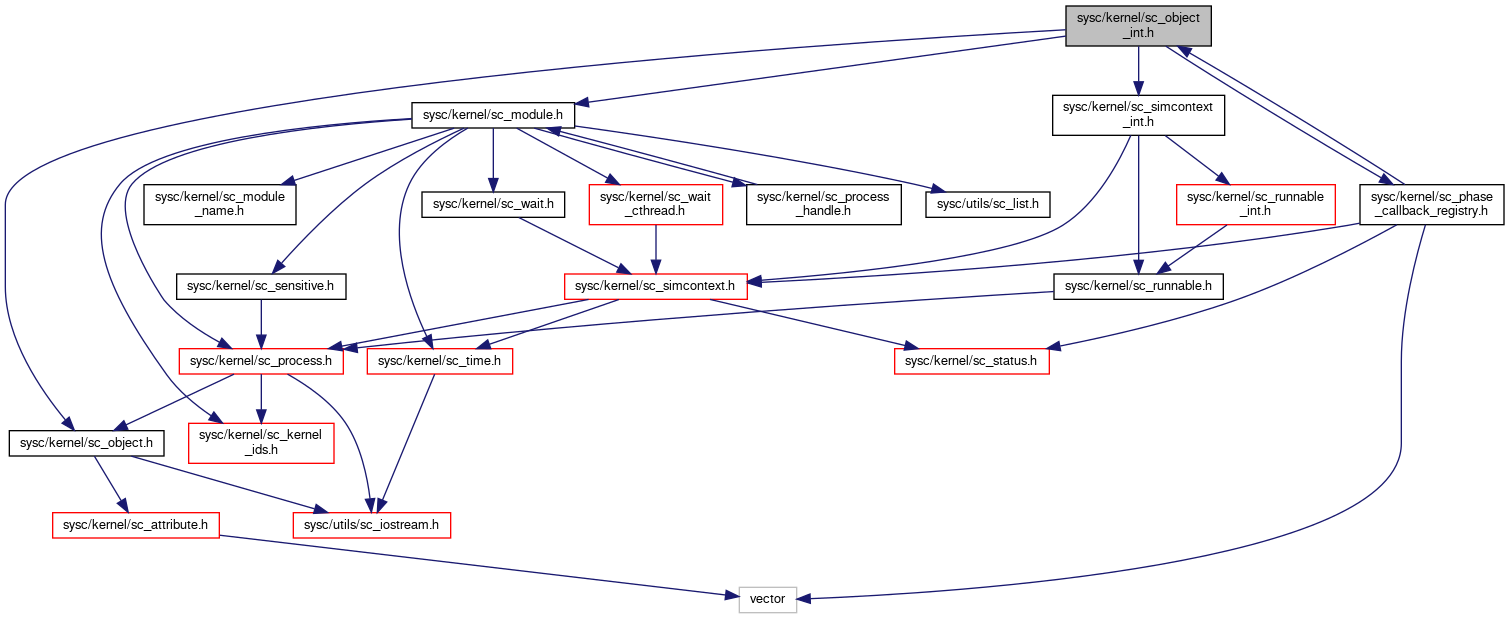 sysc/kernel/sc_object
_int.h
sysc/kernel/sc_module.h
sysc/kernel/sc_simcontext
_int.h
sysc/kernel/sc_module
_name.h
sysc/kernel/sc_wait.h
sysc/kernel/sc_wait
_cthread.h
sysc/kernel/sc_process
_handle.h
sysc/utils/sc_list.h
sysc/kernel/sc_runnable
_int.h
sysc/kernel/sc_phase
_callback_registry.h
sysc/kernel/sc_sensitive.h
sysc/kernel/sc_simcontext.h
sysc/kernel/sc_runnable.h
sysc/kernel/sc_process.h
sysc/kernel/sc_time.h
sysc/kernel/sc_status.h
sysc/kernel/sc_object.h
sysc/kernel/sc_kernel
_ids.h
sysc/kernel/sc_attribute.h
sysc/utils/sc_iostream.h
vector